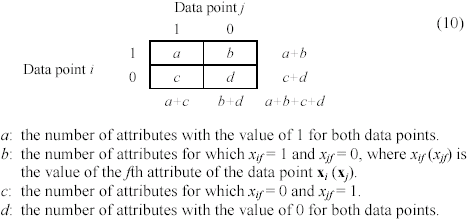 Data point j
(10)
1 0
1 a b a+b
Data point i
0 c d c+d
a+c b+d a+b+c+d
a: the number of attributes with the value of 1 for both data points.
b: the number of attributes for which x_if = 1 and x_jf = 0, where x_if (x_jf) is
the value of the fth attribute of the data point x_i (x_j).
c: the number of attributes for which x_if = 0 and x_jf = 1.
d: the number of attributes with the value of 0 for both data points.